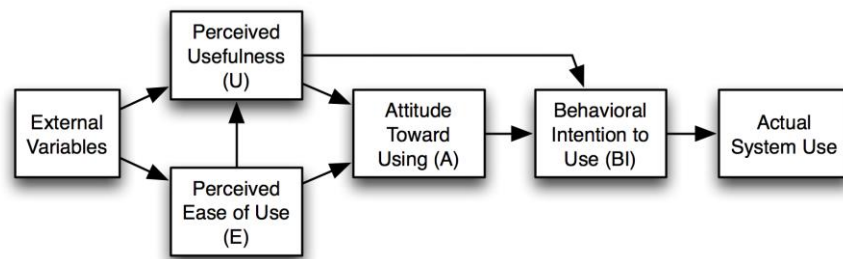 External
Variables
Perceived
Usefulness
(U)
Perceived
Ease of Use
(E)
Attitude
Toward
Using (A)
Behavioral
Intention to
Use (BI)
Actual
System Use